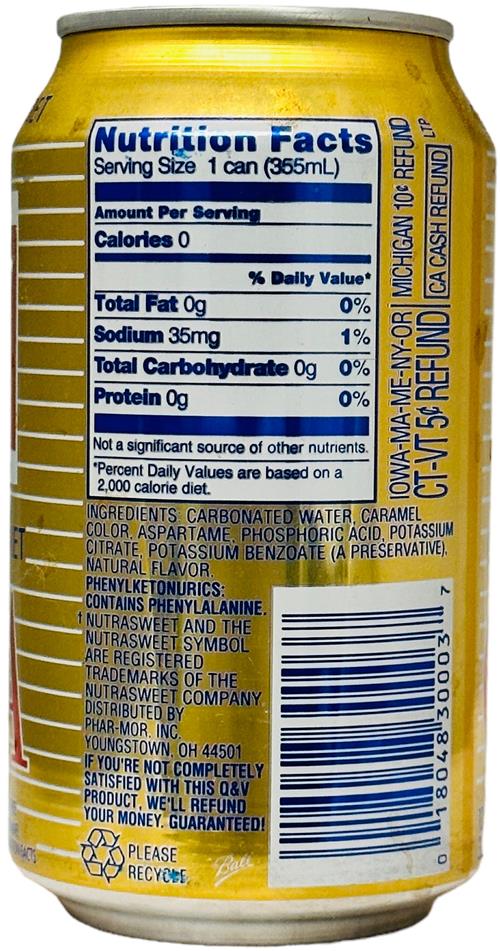 Nutrition Facts
Serving Size 1 can (355mL)
Amount Per Serving
Calories 0
% Daily Value*
Total Fat 0g 0%
Sodium 35mg 1%
Total Carbohydrate 0g 0%
Protein 0g 0%
Not a significant source of other nutrients.
*Percent Daily Values are based on a
2,000 calorie diet.
IOWA-MA-ME-NY-OR MICHIGAN 10¢ REFUND
CT-VT 5¢ REFUND CA CASH REFUND LTP
INGREDIENTS: CARBONATED WATER, CARAMEL
COLOR, ASPARTAME, PHOSPHORIC ACID, POTASSIUM
CITRATE, POTASSIUM BENZOATE (A PRESERVATIVE),
NATURAL FLAVOR.
PHENYLKETONURICS:
CONTAINS PHENYLALANINE.
† NUTRASWEET AND THE
NUTRASWEET SYMBOL
ARE REGISTERED
TRADEMARKS OF THE
NUTRASWEET COMPANY
DISTRIBUTED BY
PHAR-MOR, INC.
YOUNGSTOWN, OH 44501
IF YOU'RE NOT COMPLETELY
SATISFIED WITH THIS Q&V
PRODUCT, WE'LL REFUND
YOUR MONEY. GUARANTEED!
PLEASE
RECYCLE
Ball
0 18048 30003 7
ET
A